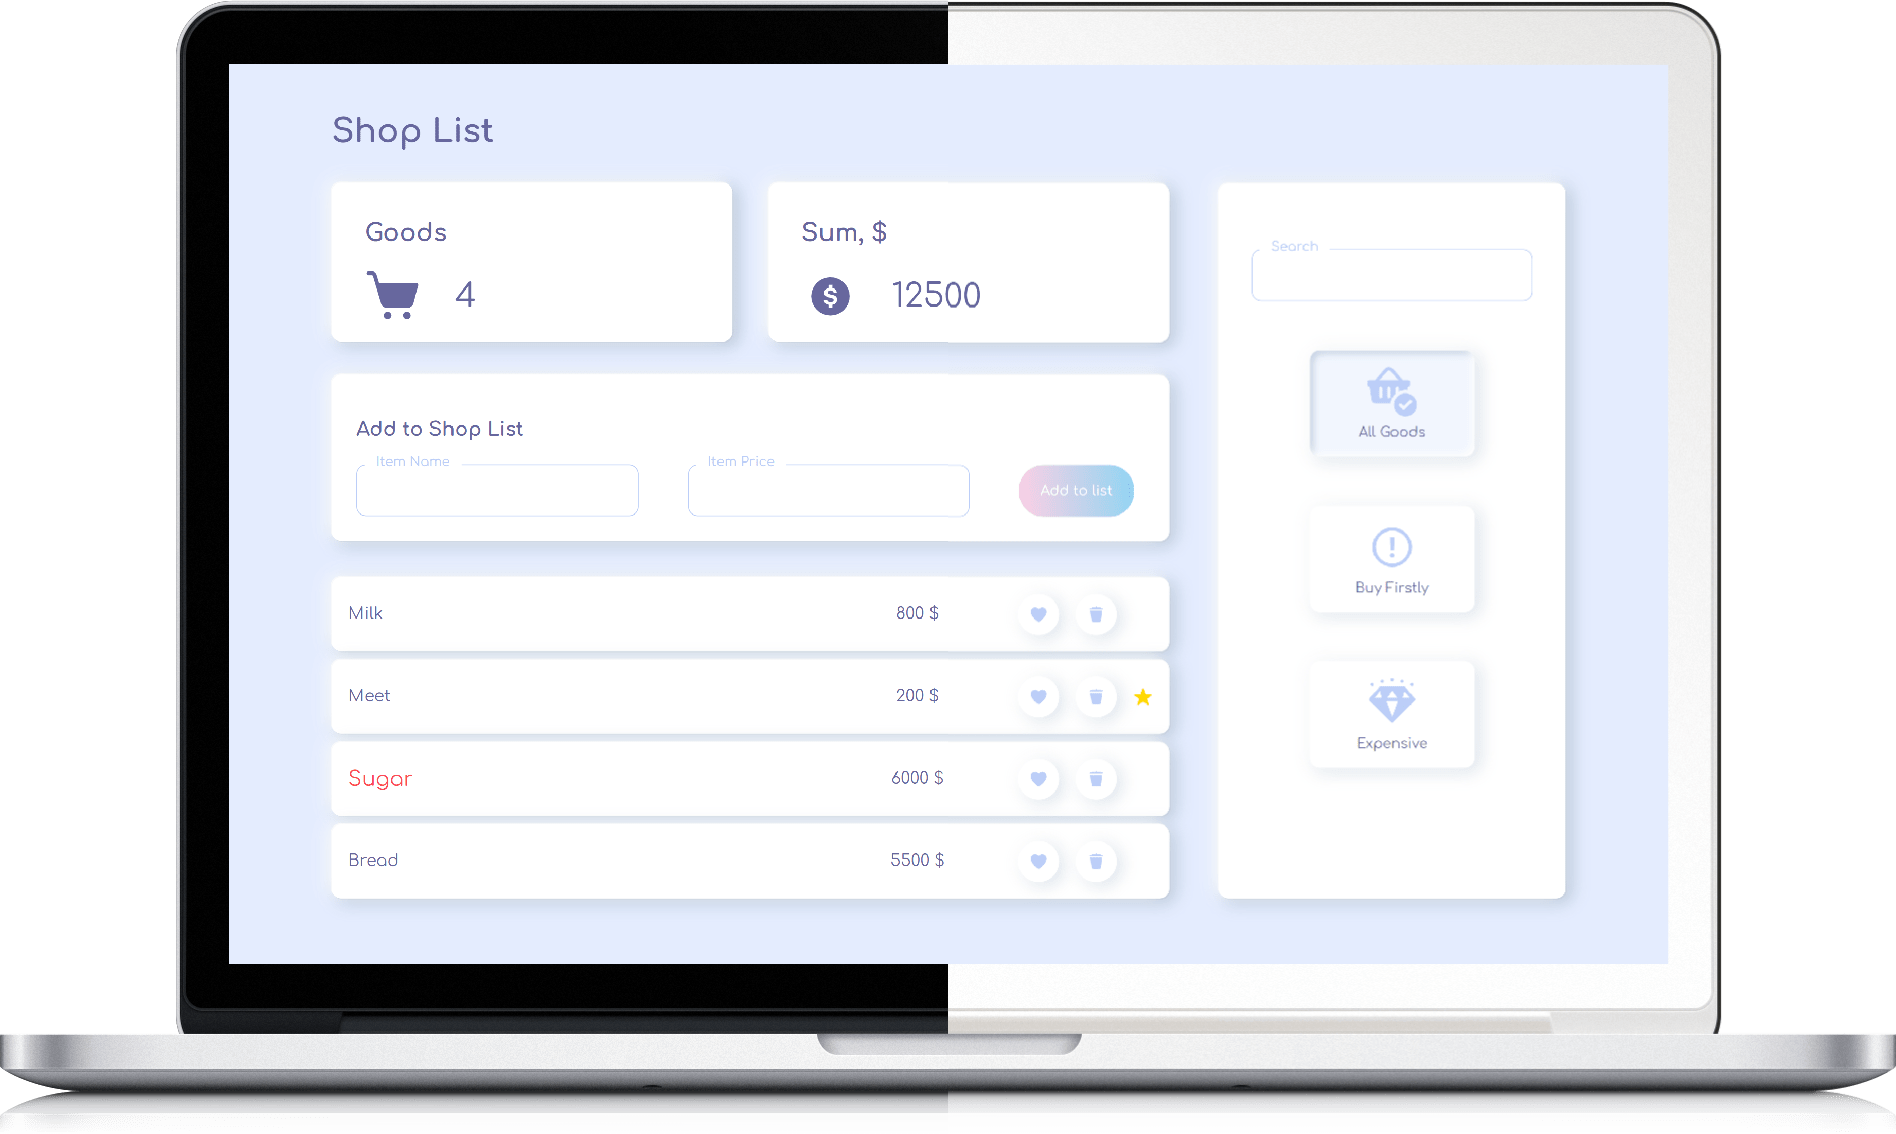 Shop List
Goods
4
Sum, $
$
12500
Search
Add to Shop List
Item Name
Item Price
Add to list
All Goods
Buy Firstly
Expensive
Milk 800 $
Meet 200 $
Sugar 6000 $
Bread 5500 $